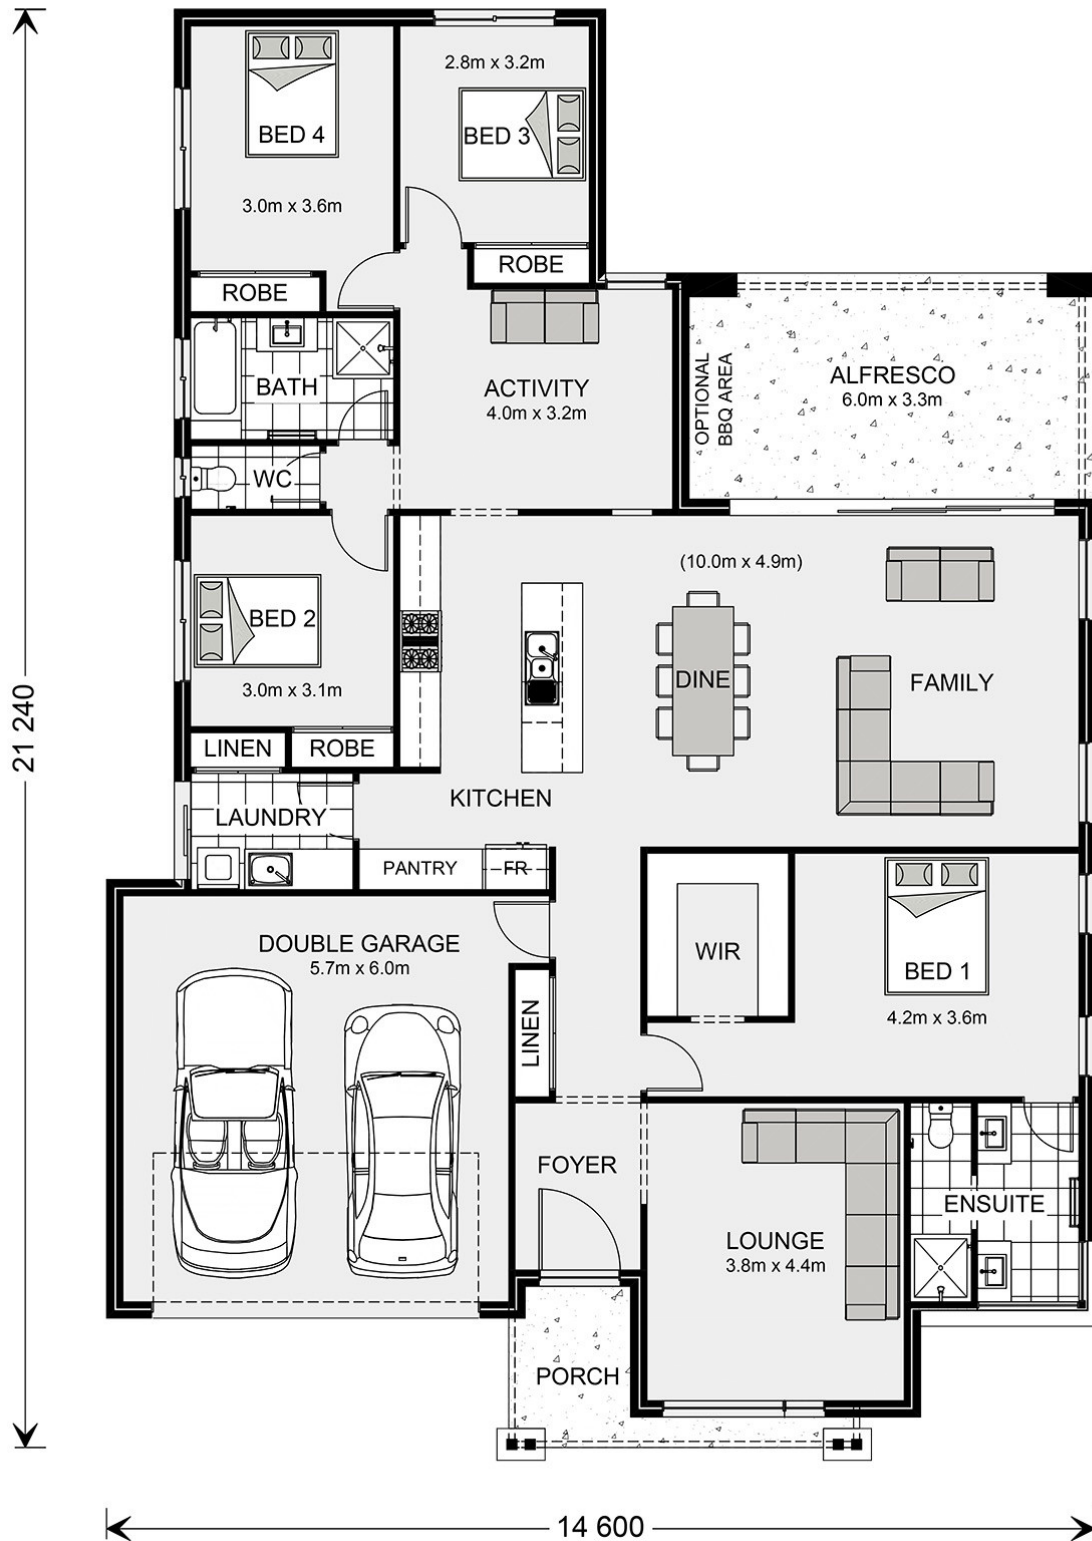 2.8m x 3.2m
BED 4
BED 3
3.0m x 3.6m
ROBE
ROBE
BATH
ACTIVITY
4.0m x 3.2m
OPTIONAL
BBQ AREA
ALFRESCO
6.0m x 3.3m
WC
(10.0m x 4.9m)
BED 2
3.0m x 3.1m
DINE
FAMILY
21 240
LINEN
ROBE
LAUNDRY
KITCHEN
PANTRY
FR
DOUBLE GARAGE
5.7m x 6.0m
LINEN
WIR
BED 1
4.2m x 3.6m
FOYER
ENSUITE
LOUNGE
3.8m x 4.4m
PORCH
14 600